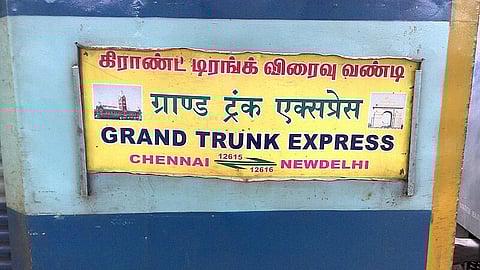 கிராண்ட் டிரங்க் விரைவு வண்டி
ग्राण्ड ट्रंक एक्सप्रेस
GRAND TRUNK EXPRESS
CHENNAI 12615 NEWDELHI
12616